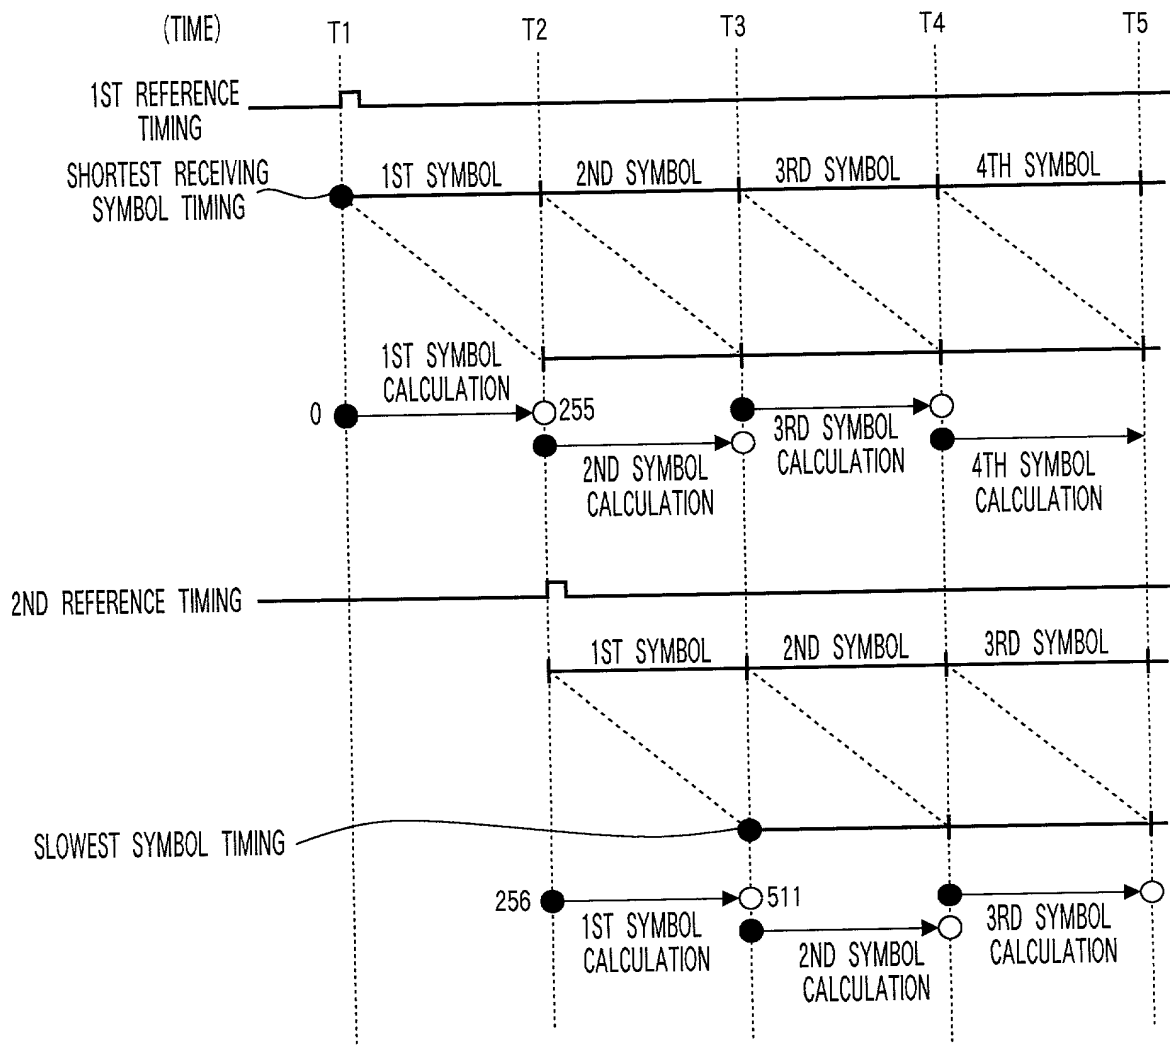 (TIME)
T1
T2
T3
T4
T5
1ST REFERENCE
TIMING
SHORTEST RECEIVING
SYMBOL TIMING
1ST SYMBOL
2ND SYMBOL
3RD SYMBOL
4TH SYMBOL
1ST SYMBOL
CALCULATION
0
255
2ND SYMBOL
CALCULATION
3RD SYMBOL
CALCULATION
4TH SYMBOL
CALCULATION
2ND REFERENCE TIMING
1ST SYMBOL
2ND SYMBOL
3RD SYMBOL
SLOWEST SYMBOL TIMING
256
511
1ST SYMBOL
CALCULATION
2ND SYMBOL
CALCULATION
3RD SYMBOL
CALCULATION